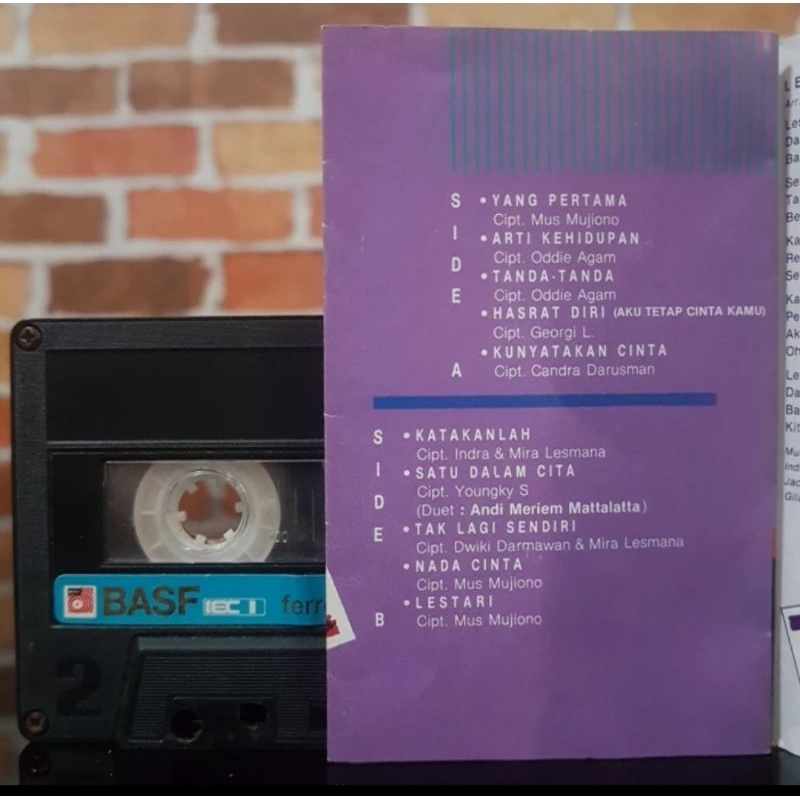 SIDE A
• YANG PERTAMA
Cipt. Mus Mujiono
• ARTI KEHIDUPAN
Cipt. Oddie Agam
• TANDA-TANDA
Cipt. Oddie Agam
• HASRAT DIRI (AKU TETAP CINTA KAMU)
Cipt. Georgi L.
• KUNYATAKAN CINTA
Cipt. Candra Darusman
SIDE B
• KATAKANLAH
Cipt. Indra & Mira Lesmana
• SATU DALAM CITA
Cipt. Youngky S
(Duet : Andi Meriem Mattalatta)
• TAK LAGI SENDIRI
Cipt. Dwiki Darmawan & Mira Lesmana
• NADA CINTA
Cipt. Mus Mujiono
• LESTARI
Cipt. Mus Mujiono
BASF IEC I ferr
2